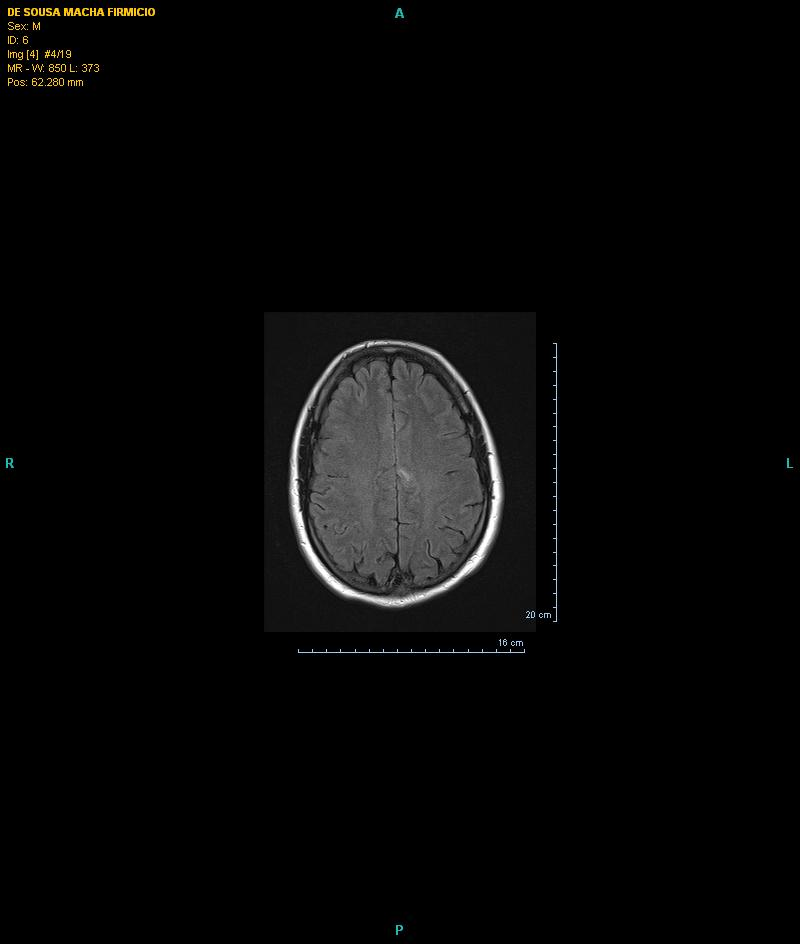 A
DE SOUSA MACHA FIRMICIO
Sex: M
ID: 6
Img [4] #4/19
MR - W: 850 L: 373
Pos: 62.280 mm
R
L
20 cm
16 cm
P